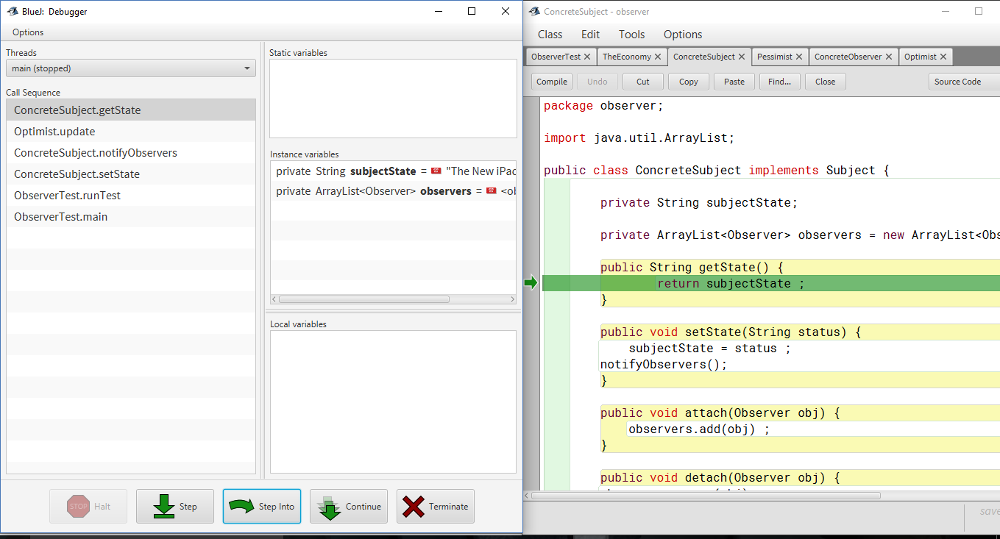 BlueJ: Debugger
Options
Threads
main (stopped)
Call Sequence
ConcreteSubject.getState
Optimist.update
ConcreteSubject.notifyObservers
ConcreteSubject.setState
ObserverTest.runTest
ObserverTest.main
Static variables
Instance variables
private String subjectState = "The New iPad
private ArrayList<Observer> observers = <ob
Local variables
STOP Halt
Step
Step Into
Continue
Terminate
ConcreteSubject - observer
Class Edit Tools Options
ObserverTest TheEconomy ConcreteSubject Pessimist ConcreteObserver Optimist
Compile Undo Cut Copy Paste Find... Close Source Code
package observer;
import java.util.ArrayList;
public class ConcreteSubject implements Subject {
private String subjectState;
private ArrayList<Observer> observers = new ArrayList<Obs
public String getState() {
return subjectState ;
}
public void setState(String status) {
subjectState = status ;
notifyObservers();
}
public void attach(Observer obj) {
observers.add(obj) ;
}
public void detach(Observer obj) {
save